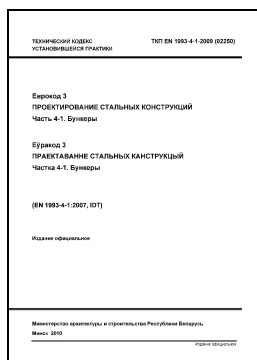 ТЕХНИЧЕСКИЙ КОДЕКС
УСТАНОВИВШЕЙСЯ ПРАКТИКИ
ТКП EN 1993-4-1-2009 (02250)
Еврокод 3
ПРОЕКТИРОВАНИЕ СТАЛЬНЫХ КОНСТРУКЦИЙ
Часть 4-1. Бункеры
Еўракод 3
ПРАЕКТАВАННЕ СТАЛЬНЫХ КАНСТРУКЦЫЙ
Частка 4-1. Бункеры
(EN 1993-4-1:2007, IDT)
Издание официальное
Министерство архитектуры и строительства Республики Беларусь
Минск 2010
Издание официальное